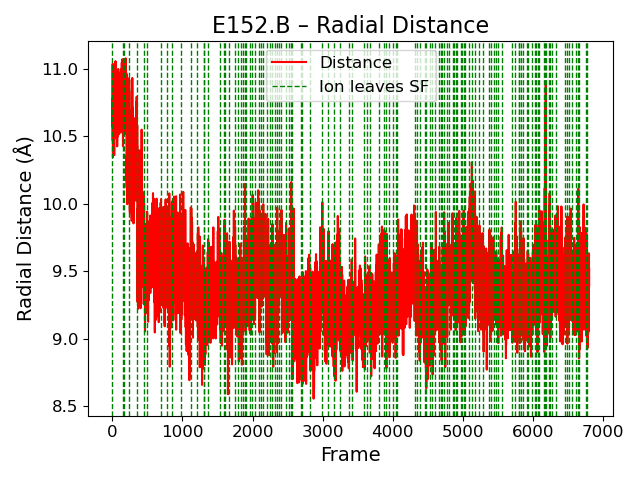 E152.B – Radial Distance
Distance
Ion leaves SF
Radial Distance (Å)
11.0
10.5
10.0
9.5
9.0
8.5
0 1000 2000 3000 4000 5000 6000 7000
Frame